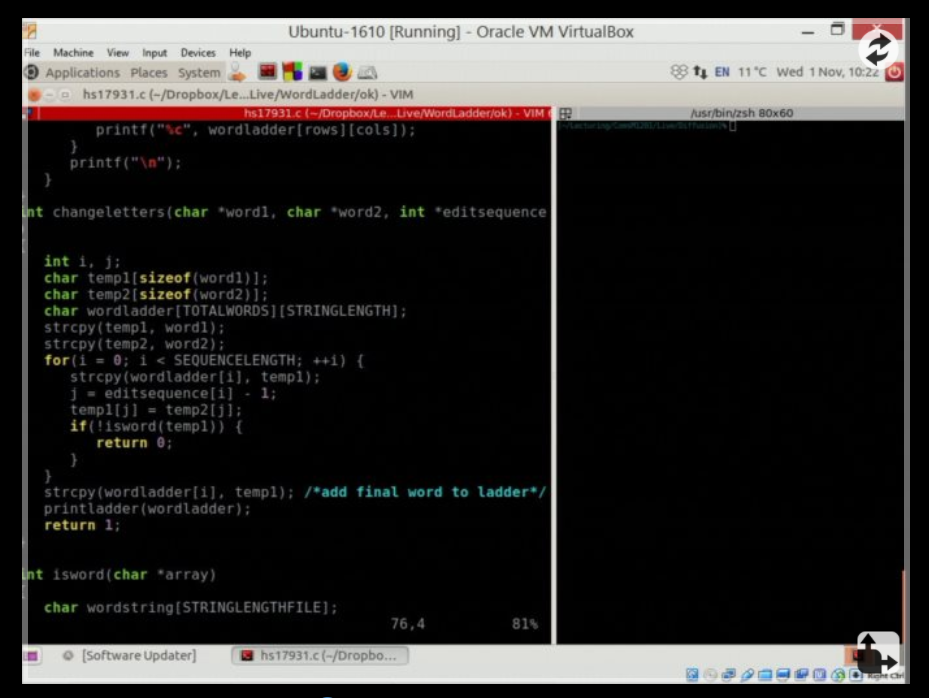 Ubuntu-1610 [Running] - Oracle VM VirtualBox
File Machine View Input Devices Help
Applications Places System
EN 11 °C Wed 1 Nov, 10:22
hs17931.c (~/Dropbox/Le...Live/WordLadder/ok) - VIM
hs17931.c (~/Dropbox/Le...Live/WordLadder/ok) - VIM
/usr/bin/zsh 80x60
printf("%c", wordladder[rows][cols]);
}
printf("\n");
}
int changeletters(char *word1, char *word2, int *editsequence
int i, j;
char temp1[sizeof(word1)];
char temp2[sizeof(word2)];
char wordladder[TOTALWORDS][STRINGLENGTH];
strcpy(temp1, word1);
strcpy(temp2, word2);
for(i = 0; i < SEQUENCELENGTH; ++i) {
strcpy(wordladder[i], temp1);
j = editsequence[i] - 1;
temp1[j] = temp2[j];
if(!isword(temp1)) {
return 0;
}
}
strcpy(wordladder[i], temp1); /*add final word to ladder*/
printladder(wordladder);
return 1;
int isword(char *array)
char wordstring[STRINGLENGTHFILE];
76,4 81%
[Software Updater]
hs17931.c (~/Dropbo...
Right Ctrl